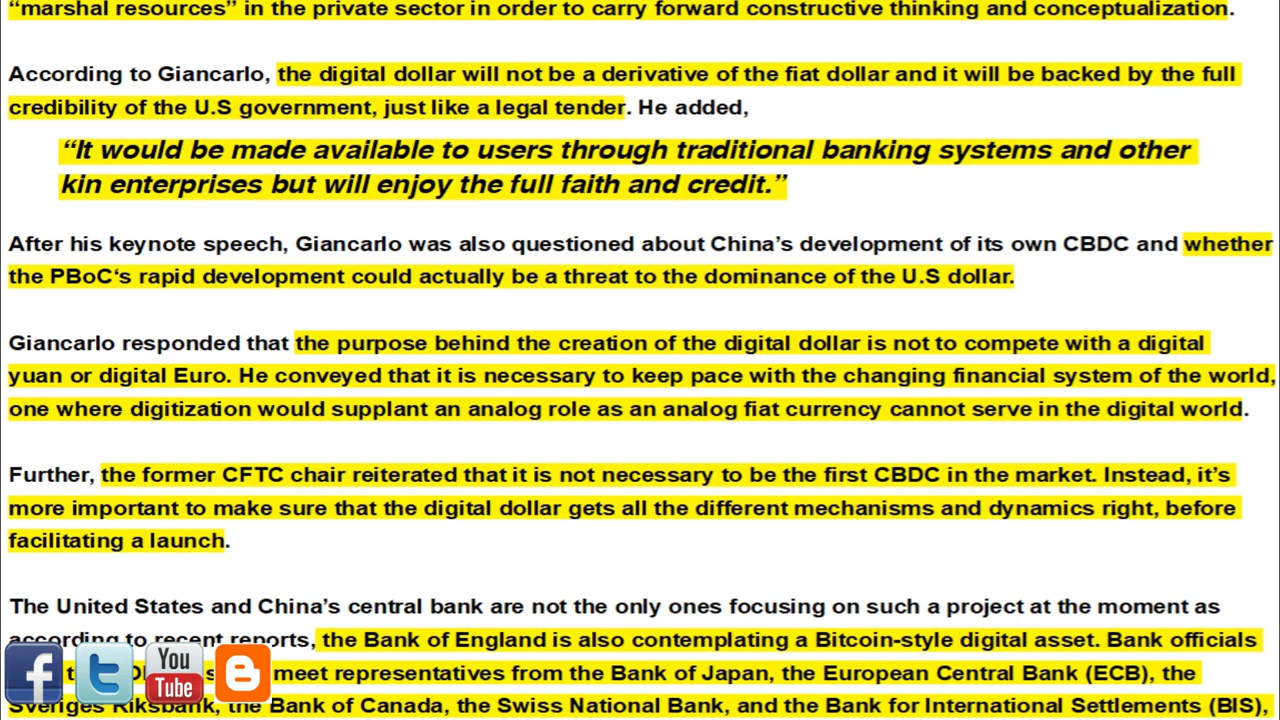 “marshal resources” in the private sector in order to carry forward constructive thinking and conceptualization.
According to Giancarlo, the digital dollar will not be a derivative of the fiat dollar and it will be backed by the full
credibility of the U.S government, just like a legal tender. He added,
“It would be made available to users through traditional banking systems and other
kin enterprises but will enjoy the full faith and credit.”
After his keynote speech, Giancarlo was also questioned about China’s development of its own CBDC and whether
the PBoC‘s rapid development could actually be a threat to the dominance of the U.S dollar.
Giancarlo responded that the purpose behind the creation of the digital dollar is not to compete with a digital
yuan or digital Euro. He conveyed that it is necessary to keep pace with the changing financial system of the world,
one where digitization would supplant an analog role as an analog fiat currency cannot serve in the digital world.
Further, the former CFTC chair reiterated that it is not necessary to be the first CBDC in the market. Instead, it’s
more important to make sure that the digital dollar gets all the different mechanisms and dynamics right, before
facilitating a launch.
The United States and China’s central bank are not the only ones focusing on such a project at the moment as
according to recent reports, the Bank of England is also contemplating a Bitcoin-style digital asset. Bank officials
meet representatives from the Bank of Japan, the European Central Bank (ECB), the
Sveriges Riksbank, the Bank of Canada, the Swiss National Bank, and the Bank for International Settlements (BIS),
You
Tube